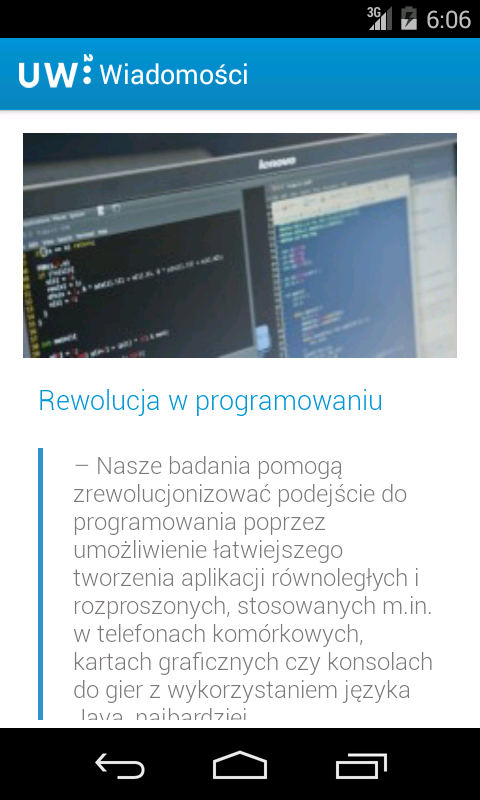 3G 6:06
UW Wiadomości
lenovo
Rewolucja w programowaniu
– Nasze badania pomogą
zrewolucjonizować podejście do
programowania poprzez
umożliwienie łatwiejszego
tworzenia aplikacji równoległych i
rozproszonych, stosowanych m.in.
w telefonach komórkowych,
kartach graficznych czy konsolach
do gier z wykorzystaniem języka
Java, najbardziej